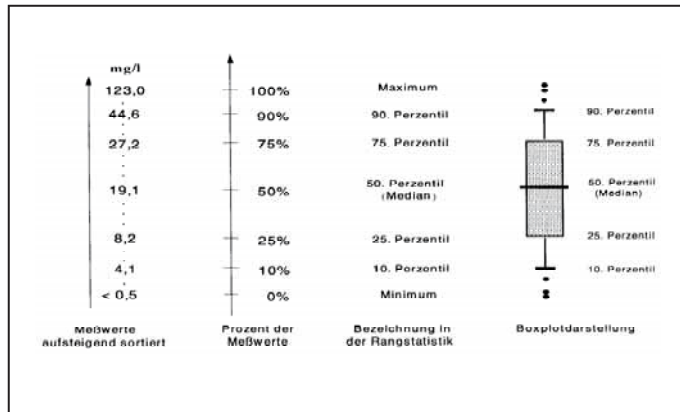 mg/l
123,0 100% Maximum
44,6 90% 90. Perzentil 90. Perzentil
27,2 75% 75. Perzentil 75. Perzentil
19,1 50% 50. Perzentil 50. Perzentil
(Median) (Median)
8,2 25% 25. Perzentil 25. Perzentil
4,1 10% 10. Perzentil 10. Perzentil
< 0,5 0% Minimum
Meßwerte Prozent der Bezeichnung in Boxplotdarstellung
aufsteigend sortiert Meßwerte der Rangstatistik